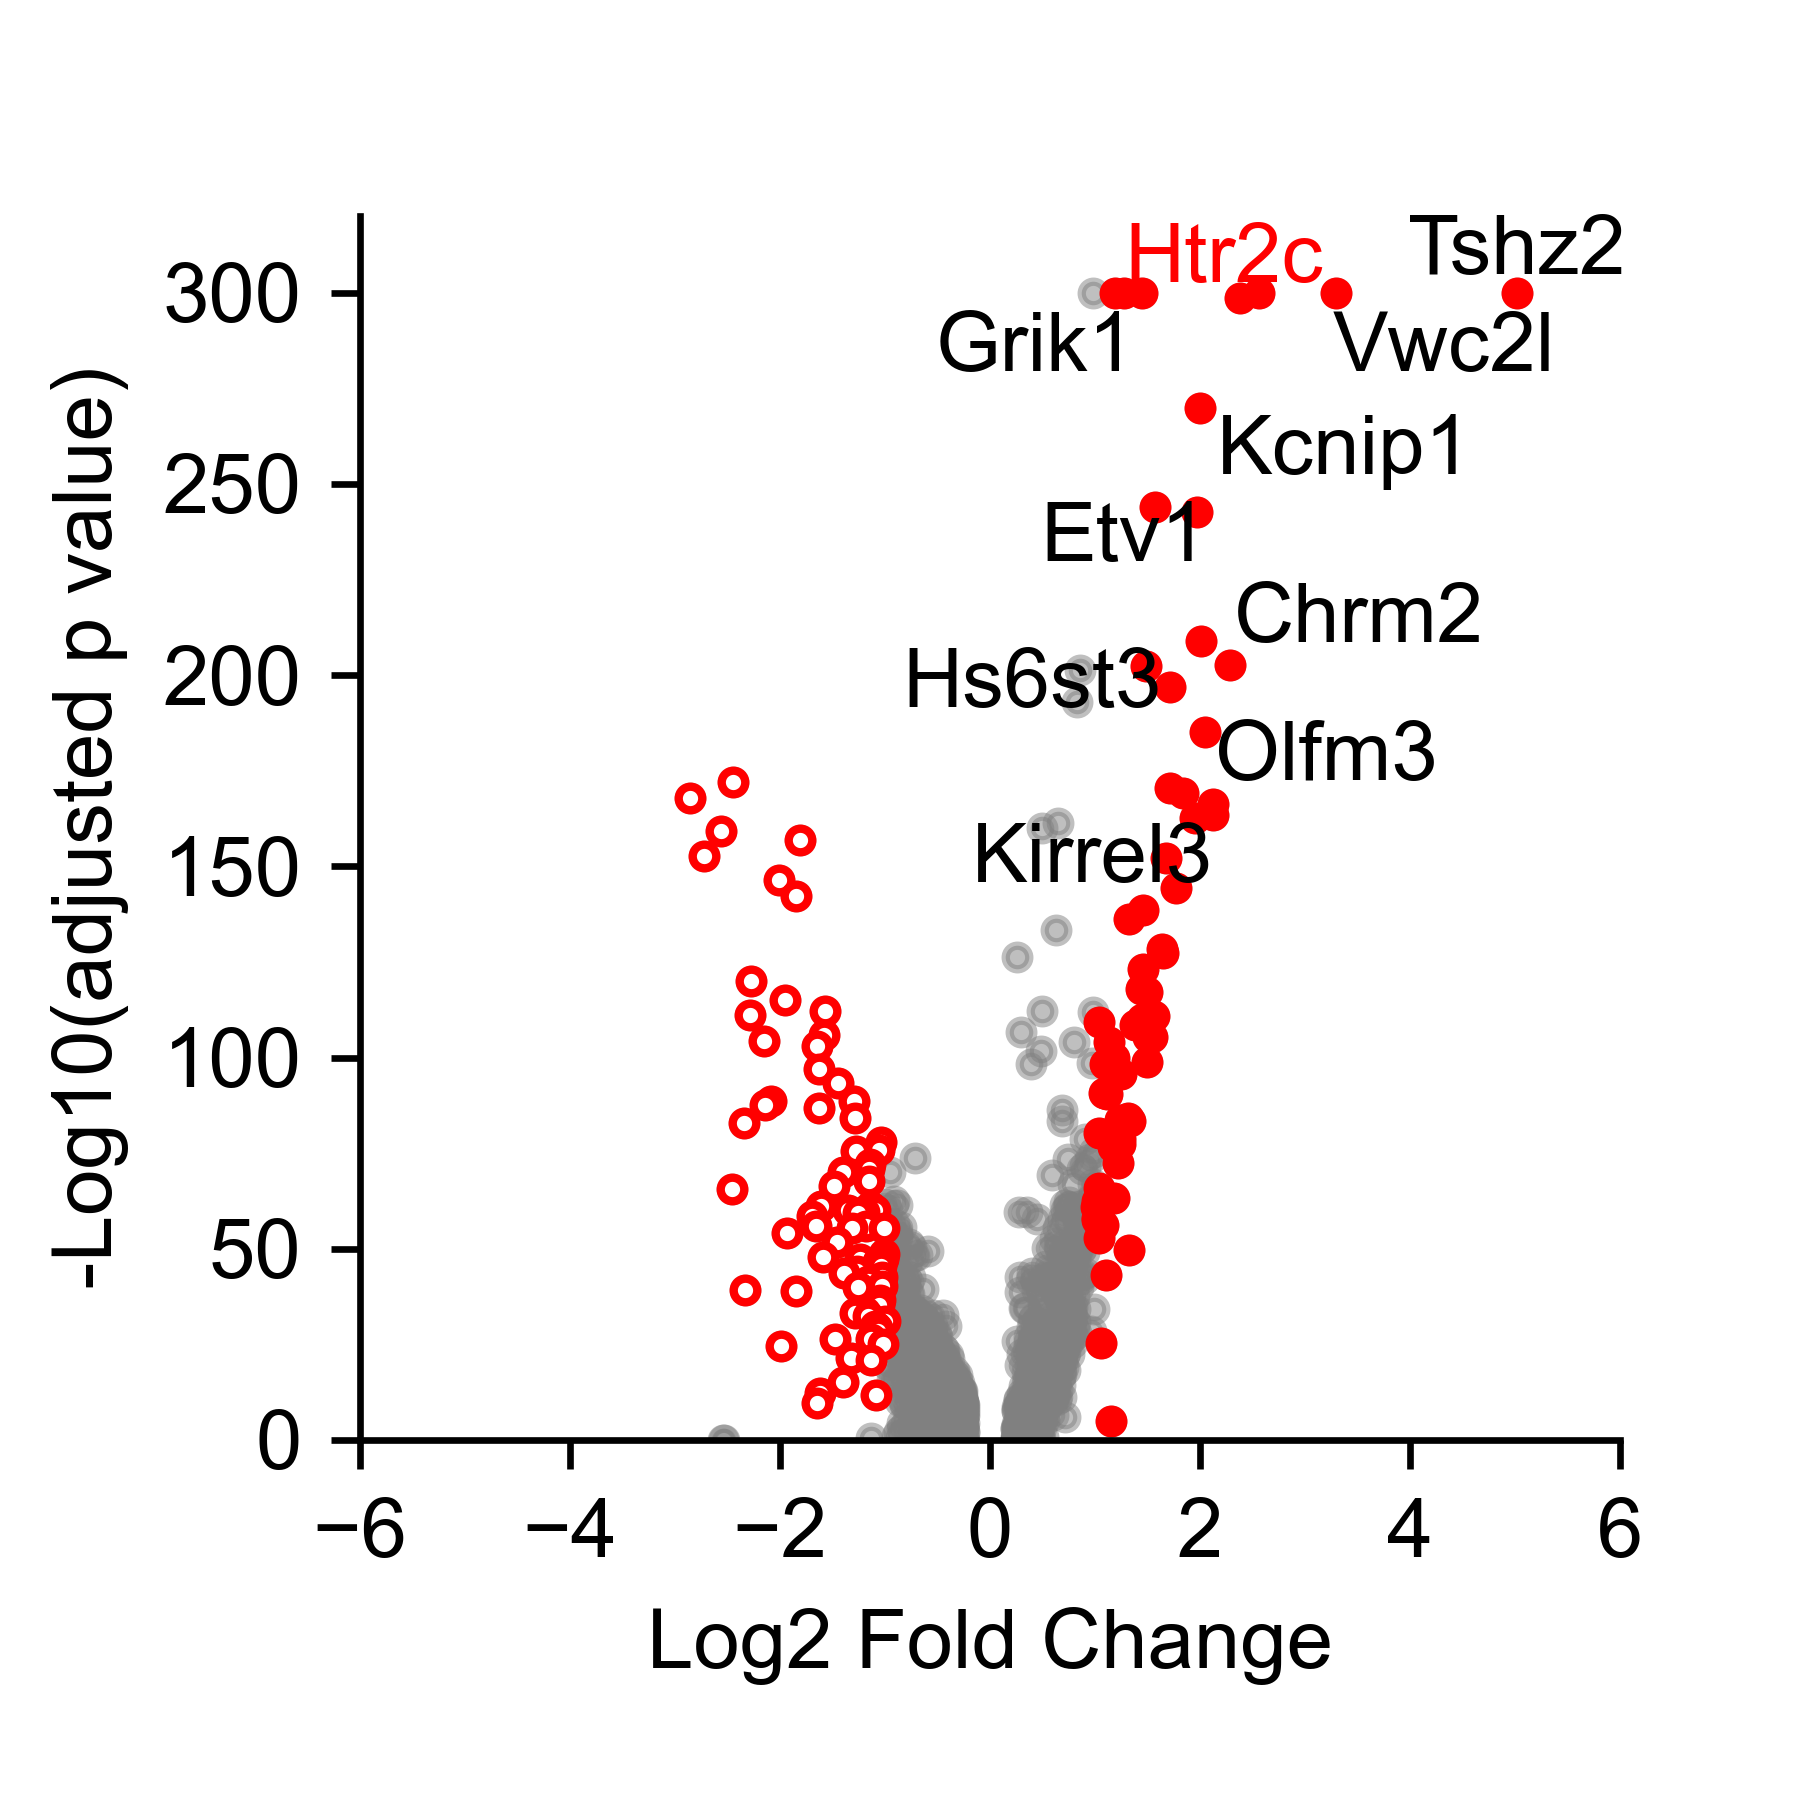 Tshz2
Htr2c
300
Grik1
Vwc2l
Kcnip1
250
Etv1
Chrm2
200
Hs6st3
Olfm3
150
Kirrel3
100
50
0
-Log10(adjusted p value)
−6
−4
−2
0
2
4
6
Log2 Fold Change